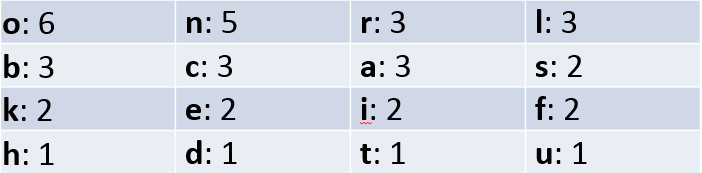 o: 6 n: 5 r: 3 l: 3
b: 3 c: 3 a: 3 s: 2
k: 2 e: 2 i: 2 f: 2
h: 1 d: 1 t: 1 u: 1